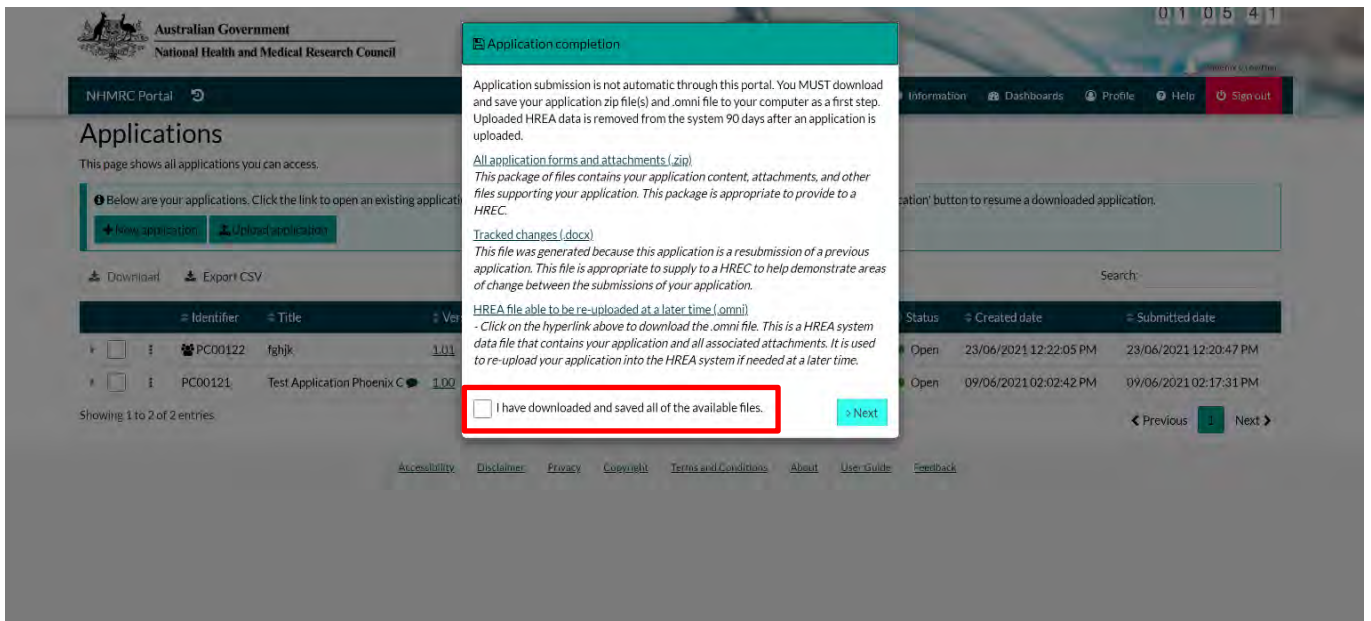 01 05 41
Australian Government
National Health and Medical Research Council
NHMRC Portal
Information Dashboards Profile Help Sign out
Applications
This page shows all applications you can access.
Below are your applications. Click the link to open an existing applicati
cation' button to resume a downloaded application.
New application Upload application
Download Export CSV
Search:
Identifier Title Ver
Status Created date Submitted date
PC00122 fghjk 1.01
Open 23/06/2021 12:22:05 PM 23/06/2021 12:20:47 PM
PC00121 Test Application Phoenix C 1.00
Open 09/06/2021 02:02:42 PM 09/06/2021 02:17:31 PM
Showing 1 to 2 of 2 entries
Previous 1 Next
Application completion
Application submission is not automatic through this portal. You MUST download
and save your application zip file(s) and .omni file to your computer as a first step.
Uploaded HREA data is removed from the system 90 days after an application is
uploaded.
All application forms and attachments (.zip)
This package of files contains your application content, attachments, and other
files supporting your application. This package is appropriate to provide to a
HREC.
Tracked changes (.docx)
This file was generated because this application is a resubmission of a previous
application. This file is appropriate to supply to a HREC to help demonstrate areas
of change between the submissions of your application.
HREA file able to be re-uploaded at a later time (.omni)
- Click on the hyperlink above to download the .omni file. This is a HREA system
data file that contains your application and all associated attachments. It is used
to re-upload your application into the HREA system if needed at a later time.
I have downloaded and saved all of the available files.
> Next
Accessibility Disclaimer Privacy Copyright Terms and Conditions About User Guide Feedback